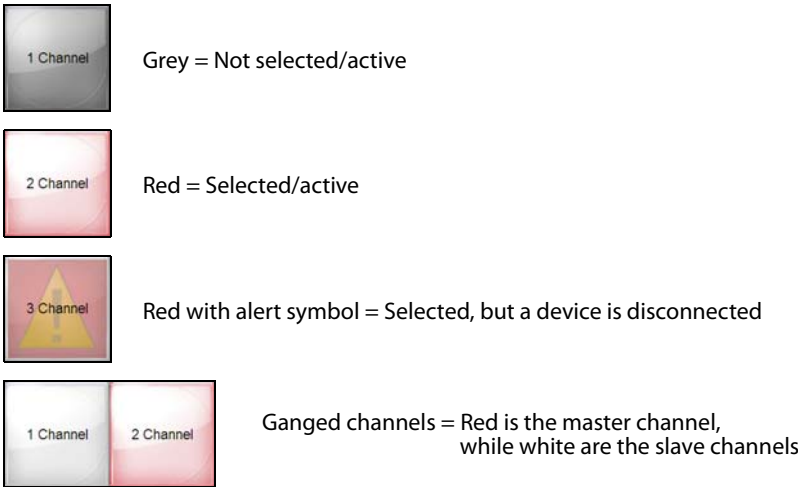 1 Channel
Grey = Not selected/active
2 Channel
Red = Selected/active
3 Channel
Red with alert symbol = Selected, but a device is disconnected
1 Channel
2 Channel
Ganged channels = Red is the master channel,
while white are the slave channels